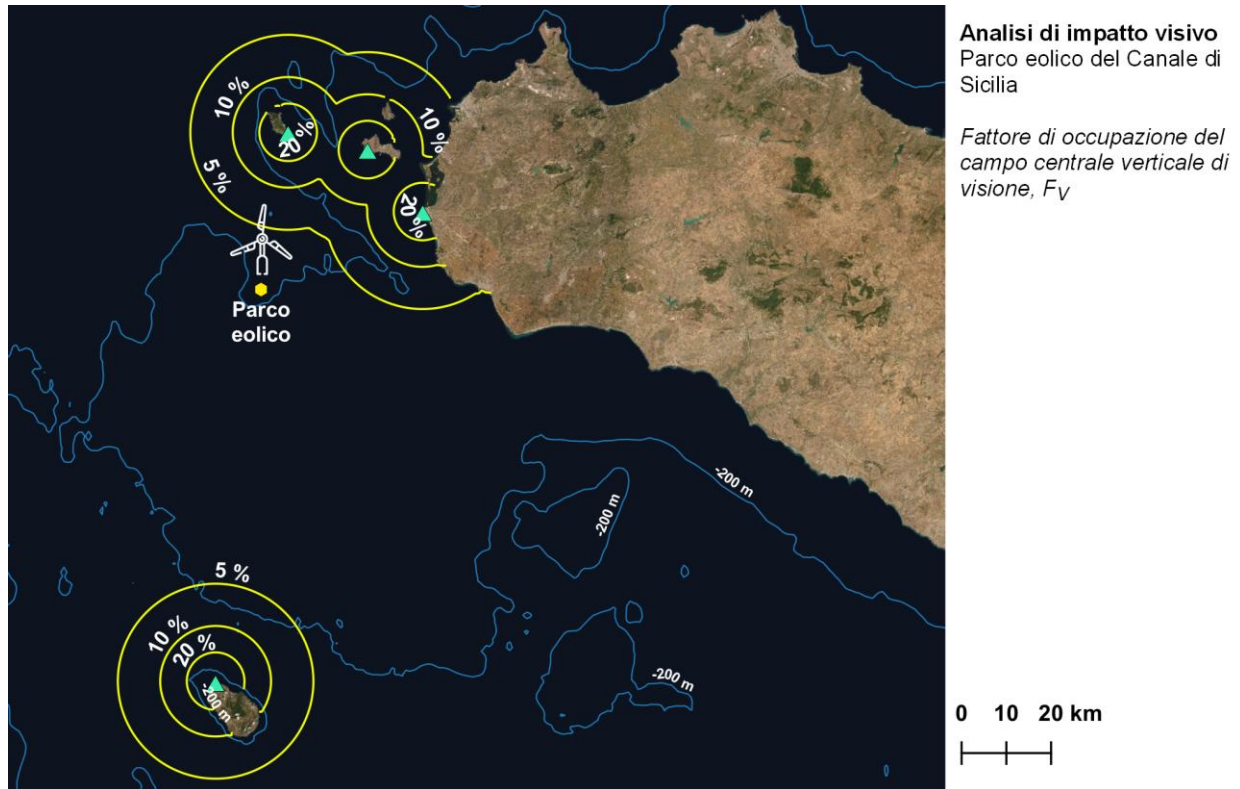 Analisi di impatto visivo
Parco eolico del Canale di
Sicilia
Fattore di occupazione del
campo centrale verticale di
visione, FV
10 %
5 %
20 %
10 %
20 %
Parco
eolico
-200 m
-200 m
5 %
10 %
20 %
-200 m
-200 m
0 10 20 km